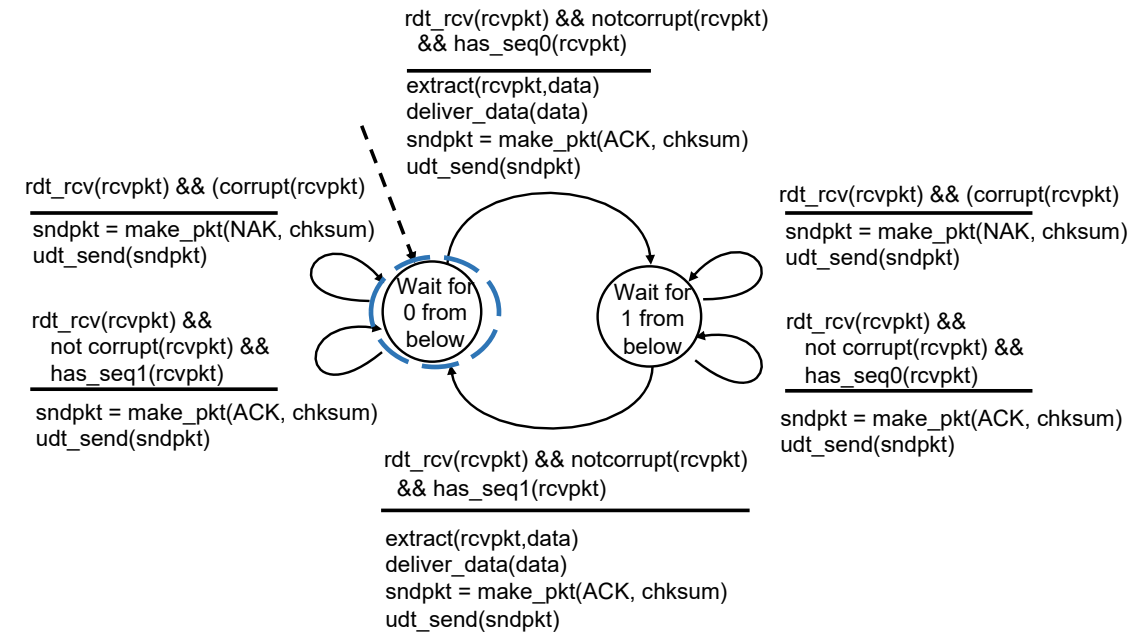 rdt_rcv(rcvpkt) && notcorrupt(rcvpkt)
&& has_seq0(rcvpkt)
extract(rcvpkt,data)
deliver_data(data)
sndpkt = make_pkt(ACK, chksum)
udt_send(sndpkt)
rdt_rcv(rcvpkt) && (corrupt(rcvpkt)
sndpkt = make_pkt(NAK, chksum)
udt_send(sndpkt)
rdt_rcv(rcvpkt) &&
not corrupt(rcvpkt) &&
has_seq1(rcvpkt)
sndpkt = make_pkt(ACK, chksum)
udt_send(sndpkt)
Wait for
0 from
below
Wait for
1 from
below
rdt_rcv(rcvpkt) && (corrupt(rcvpkt)
sndpkt = make_pkt(NAK, chksum)
udt_send(sndpkt)
rdt_rcv(rcvpkt) &&
not corrupt(rcvpkt) &&
has_seq0(rcvpkt)
sndpkt = make_pkt(ACK, chksum)
udt_send(sndpkt)
rdt_rcv(rcvpkt) && notcorrupt(rcvpkt)
&& has_seq1(rcvpkt)
extract(rcvpkt,data)
deliver_data(data)
sndpkt = make_pkt(ACK, chksum)
udt_send(sndpkt)